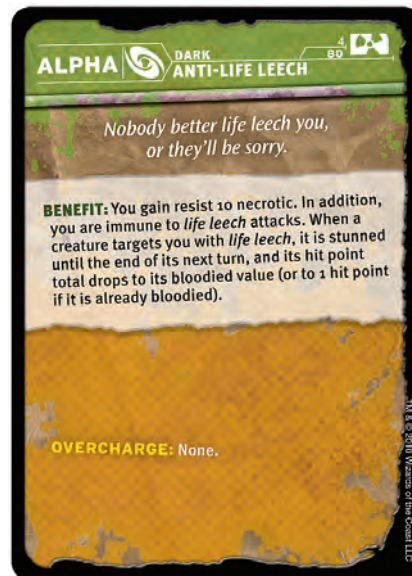 ALPHA
DARK
ANTI-LIFE LEECH
4
80
Nobody better life leech you,
or they'll be sorry.
BENEFIT: You gain resist 10 necrotic. In addition,
you are immune to life leech attacks. When a
creature targets you with life leech, it is stunned
until the end of its next turn, and its hit point
total drops to its bloodied value (or to 1 hit point
if it is already bloodied).
OVERCHARGE: None.
TM & © 2010 Wizards of the Coast LLC